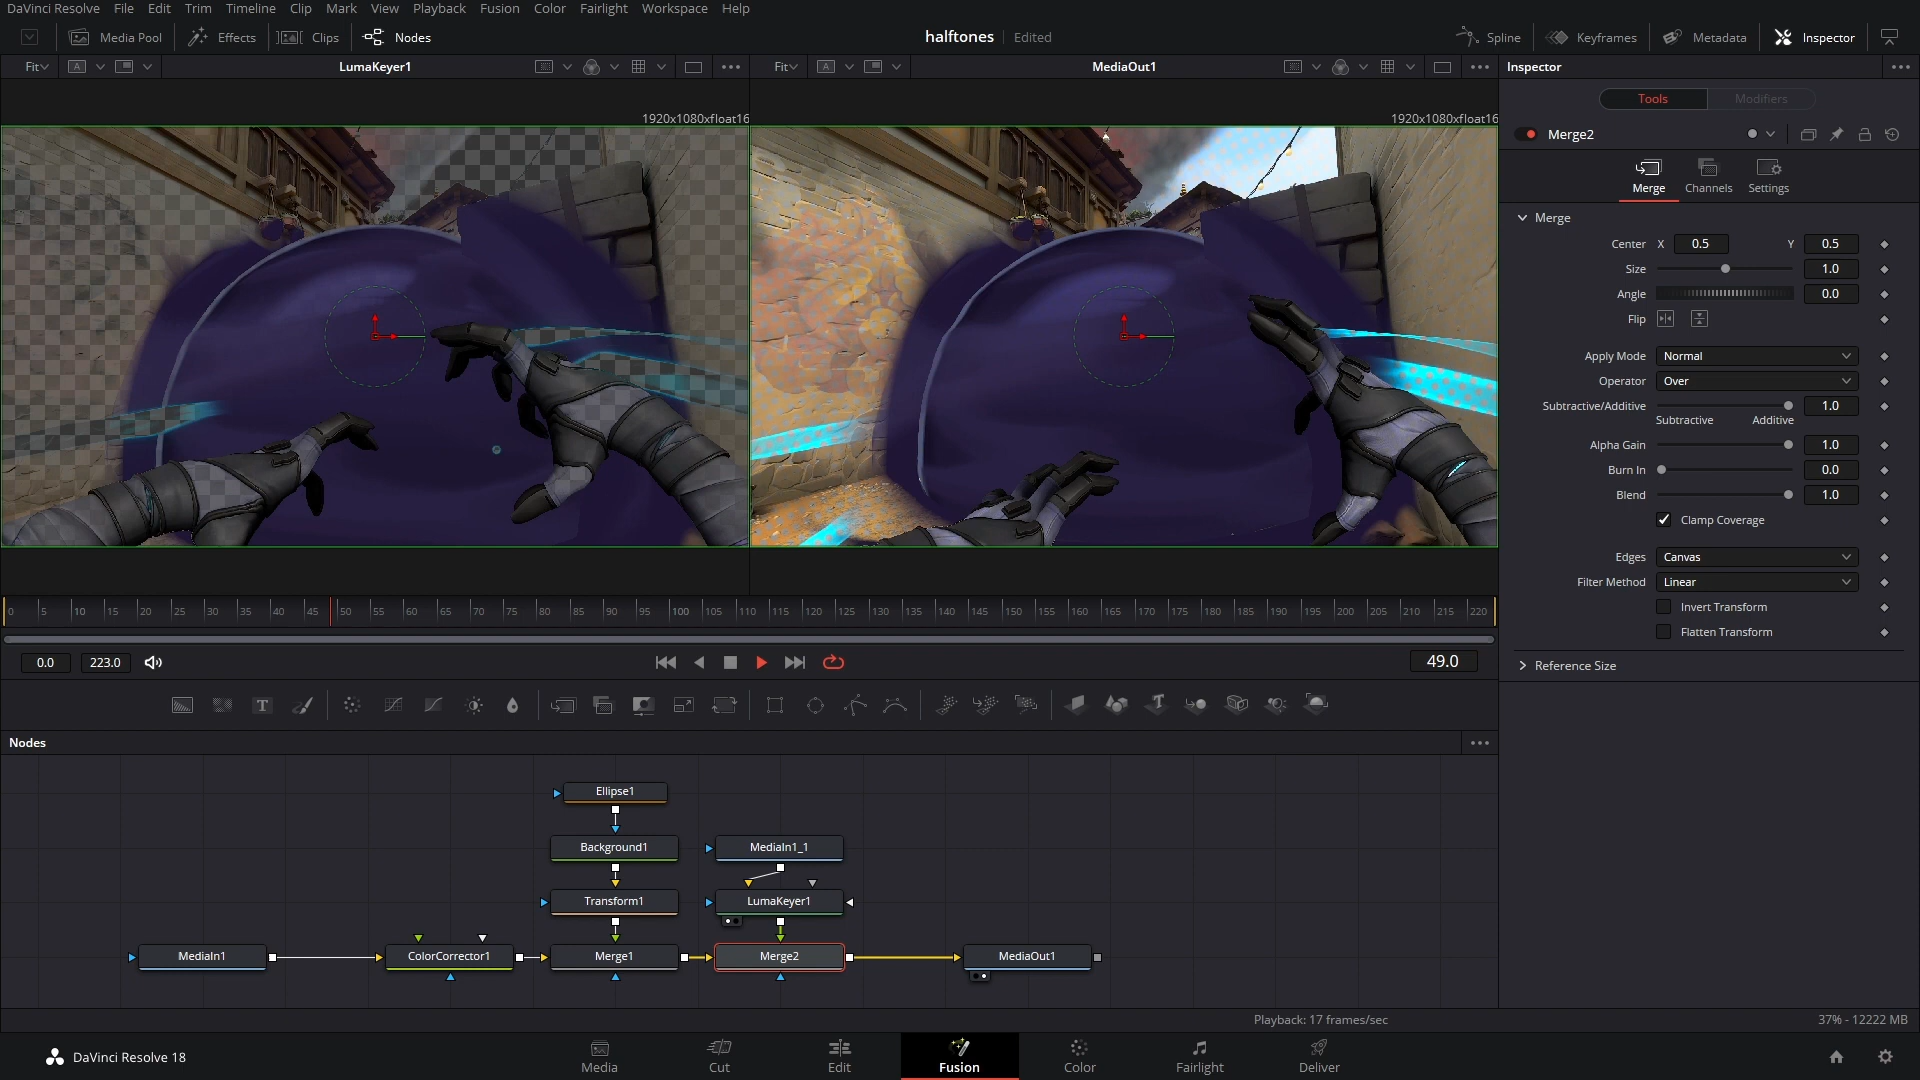 DaVinci Resolve File Edit Trim Timeline Clip Mark View Playback Fusion Color Fairlight Workspace Help
Media Pool Effects Clips Nodes halftones Edited Spline Keyframes Metadata Inspector
Fit A LumaKeyer1 Fit A MediaOut1 Inspector
Tools Modifiers
1920x1080xfloat16 1920x1080xfloat16
Merge2
Merge Channels Settings
Merge
Center X 0.5 Y 0.5
Size 1.0
Angle 0.0
Flip
Apply Mode Normal
Operator Over
Subtractive/Additive 1.0
Subtractive Additive
Alpha Gain 1.0
Burn In 0.0
Blend 1.0
Clamp Coverage
Edges Canvas
Filter Method Linear
Invert Transform
Flatten Transform
Reference Size
0 5 10 15 20 25 30 35 40 45 50 55 60 65 70 75 80 85 90 95 100 105 110 115 120 125 130 135 140 145 150 155 160 165 170 175 180 185 190 195 200 205 210 215 220
0.0 223.0 49.0
T T
Nodes
Ellipse1
Background1 MediaIn1_1
Transform1 LumaKeyer1
MediaIn1 ColorCorrector1 Merge1 Merge2 MediaOut1
Playback: 17 frames/sec 37% - 12222 MB
DaVinci Resolve 18 Media Cut Edit Fusion Color Fairlight Deliver